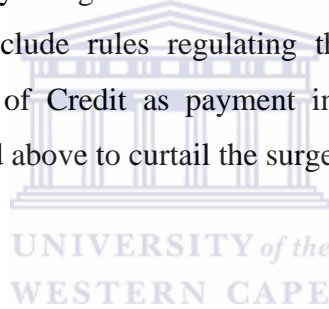 clude rules regulating th
of Credit as payment in
above to curtail the surge
UNIVERSITY of the
WESTERN CAPE